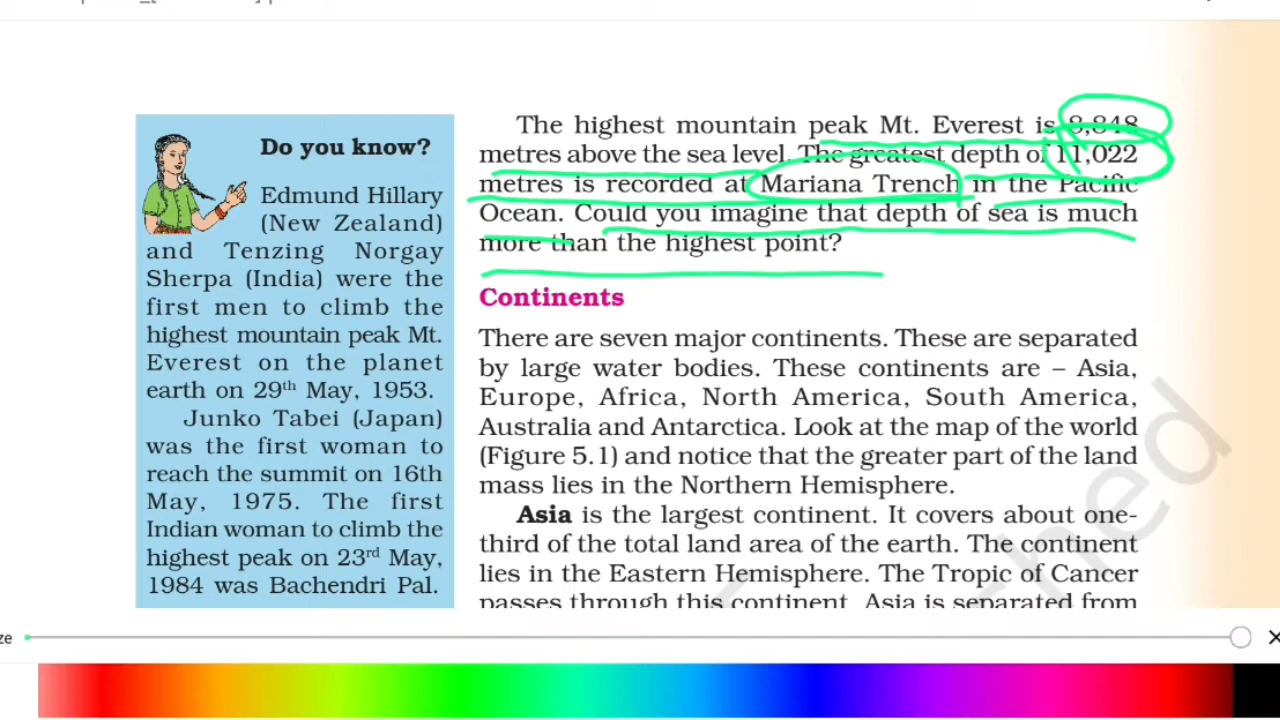 Do you know?
Edmund Hillary
(New Zealand)
and Tenzing Norgay
Sherpa (India) were the
first men to climb the
highest mountain peak Mt.
Everest on the planet
earth on 29th May, 1953.
Junko Tabei (Japan)
was the first woman to
reach the summit on 16th
May, 1975. The first
Indian woman to climb the
highest peak on 23rd May,
1984 was Bachendri Pal.
The highest mountain peak Mt. Everest is 8,848
metres above the sea level. The greatest depth of 11,022
metres is recorded at Mariana Trench in the Pacific
Ocean. Could you imagine that depth of sea is much
more than the highest point?
Continents
There are seven major continents. These are separated
by large water bodies. These continents are – Asia,
Europe, Africa, North America, South America,
Australia and Antarctica. Look at the map of the world
(Figure 5.1) and notice that the greater part of the land
mass lies in the Northern Hemisphere.
Asia is the largest continent. It covers about one-
third of the total land area of the earth. The continent
lies in the Eastern Hemisphere. The Tropic of Cancer
passes through this continent. Asia is separated from